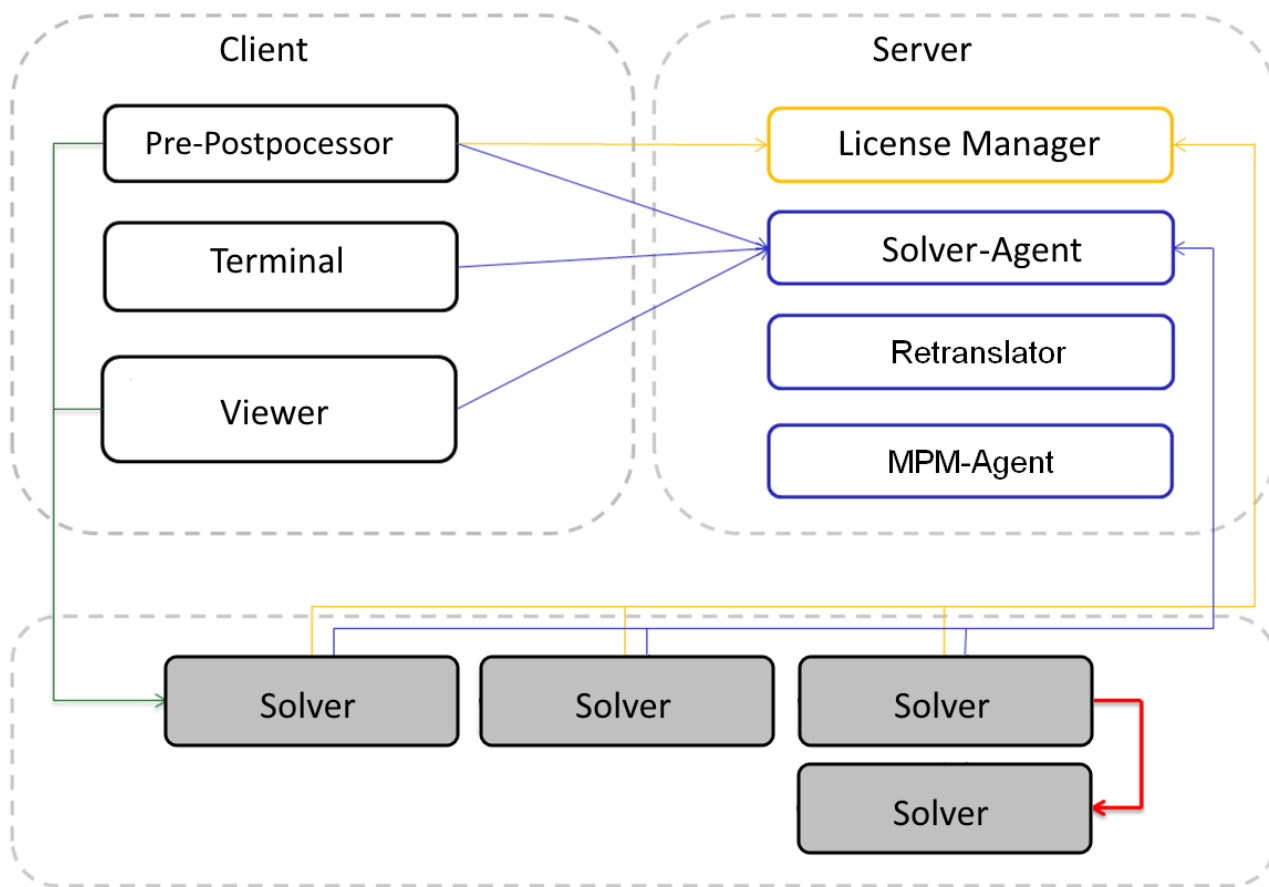 Client
Server
Pre-Postpocessor
License Manager
Terminal
Solver-Agent
Retranslator
Viewer
MPM-Agent
Solver
Solver
Solver
Solver